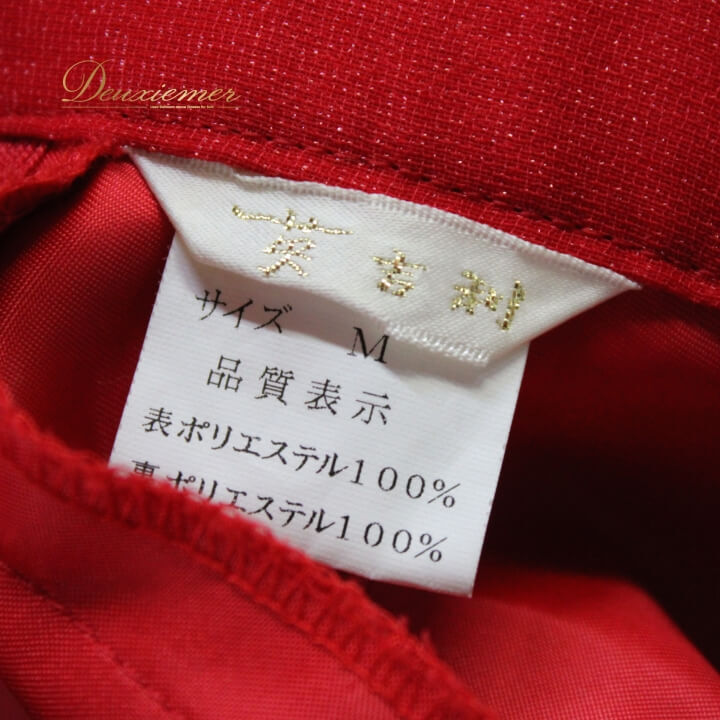 Deuxiemer
英吉利
サイズ M
品質表示
表ポリエステル100%
裏ポリエステル100%